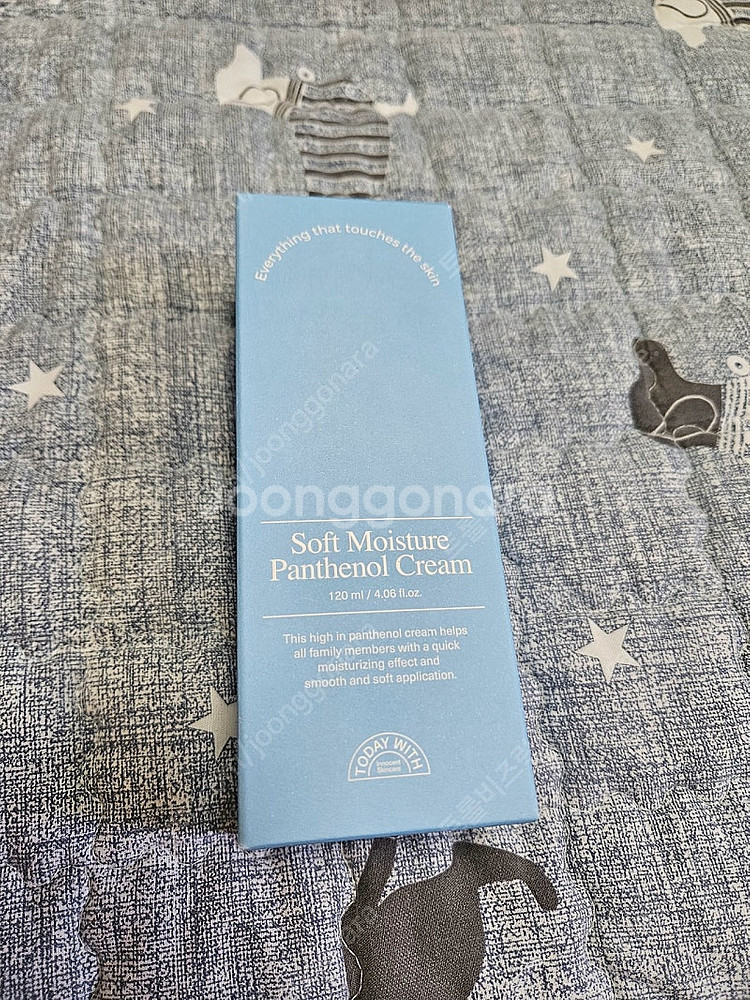 Everything that touches the skin
joonggonara
joonggonara
Soft Moisture
Panthenol Cream
120 ml / 4.06 fl.oz.
This high in panthenol cream helps
all family members with a quick
moisturizing effect and
smooth and soft application.
joonggonara
TODAY WITH
Innocent
Skincare